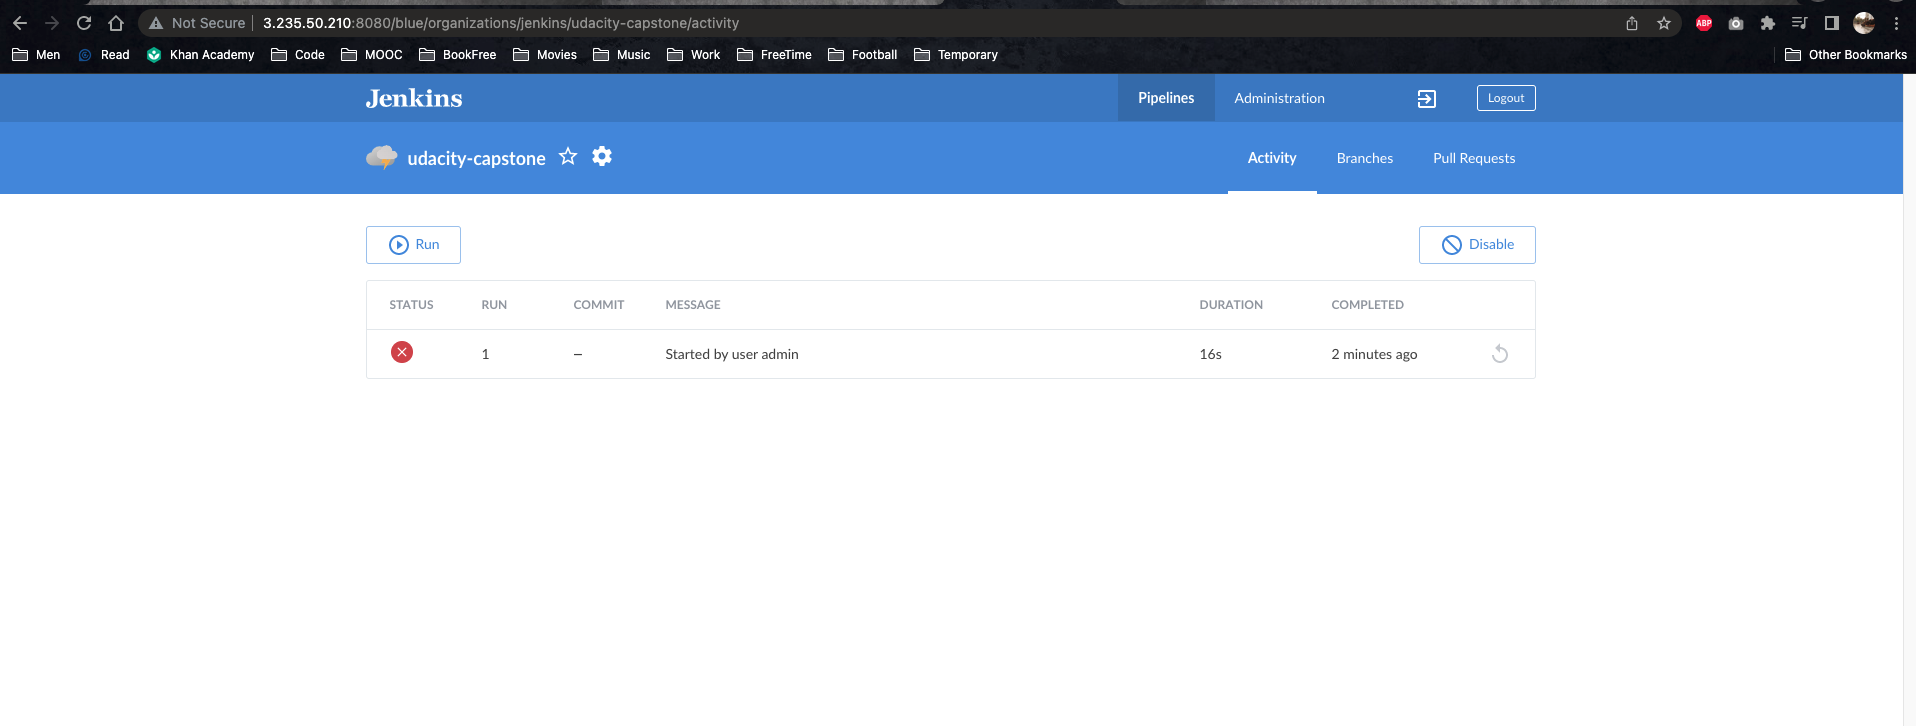 Not Secure 3.235.50.210:8080/blue/organizations/jenkins/udacity-capstone/activity ABP
Men Read Khan Academy Code MOOC BookFree Movies Music Work FreeTime Football Temporary Other Bookmarks
Jenkins Pipelines Administration Logout
udacity-capstone Activity Branches Pull Requests
Run Disable
STATUS RUN COMMIT MESSAGE DURATION COMPLETED
1 – Started by user admin 16s 2 minutes ago